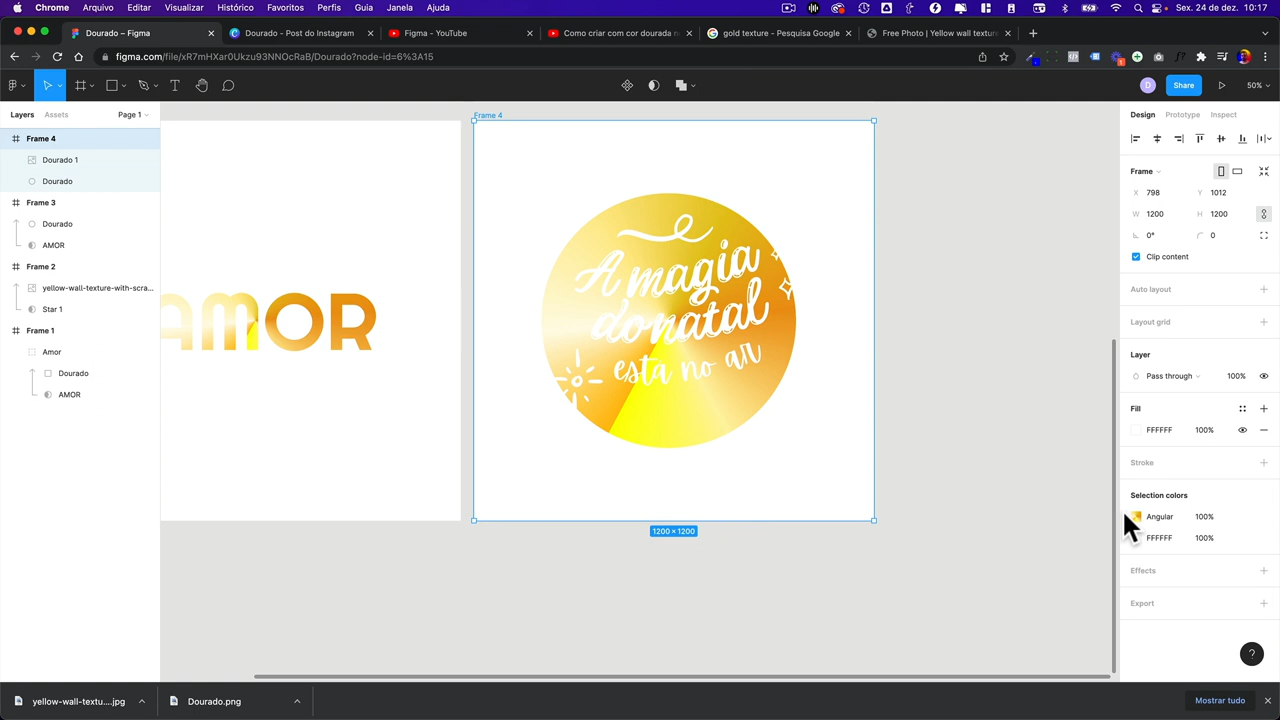 Chrome Arquivo Editar Visualizar Histórico Favoritos Perfis Guia Janela Ajuda
Sex. 24 de dez. 10:17
Dourado – Figma
Dourado - Post do Instagram
Figma - YouTube
Como criar com cor dourada n
gold texture - Pesquisa Google
Free Photo | Yellow wall texture
figma.com/file/xR7mHXar0Ukzu93NNOcRaB/Dourado?node-id=6%3A15
D
Share
50%
Layers Assets Page 1
Frame 4
Dourado 1
Dourado
Frame 3
Dourado
AMOR
Frame 2
yellow-wall-texture-with-scra...
Star 1
Frame 1
Amor
Dourado
AMOR
AMOR
Frame 4
A magia
do natal
está no ar
1200 × 1200
Design Prototype Inspect
Frame
X 798 Y 1012
W 1200 H 1200
0° 0
Clip content
Auto layout
Layout grid
Layer
Pass through 100%
Fill
FFFFFF 100%
Stroke
Selection colors
Angular 100%
FFFFFF 100%
Effects
Export
?
yellow-wall-textu....jpg
Dourado.png
Mostrar tudo